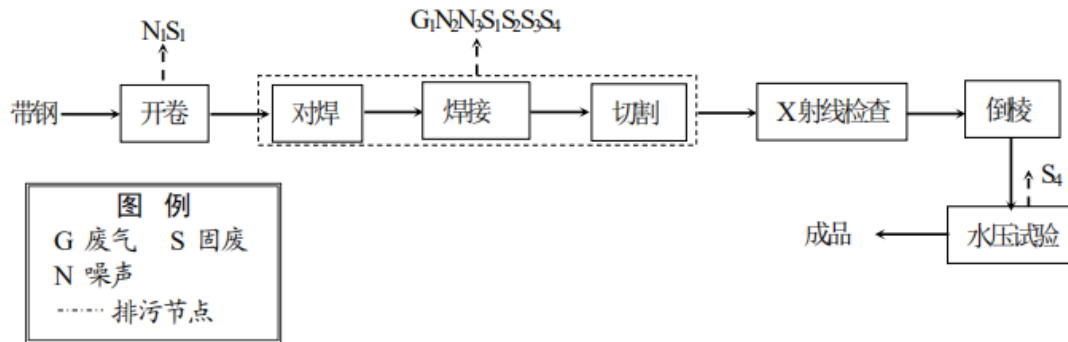 G₁N₂N₃S₁S₂S₃S₄
N₁S₁
带钢
开卷
对焊
焊接
切割
X射线检查
倒棱
S₄
水压试验
成品
图 例
G 废气 S 固废
N 噪声
排污节点